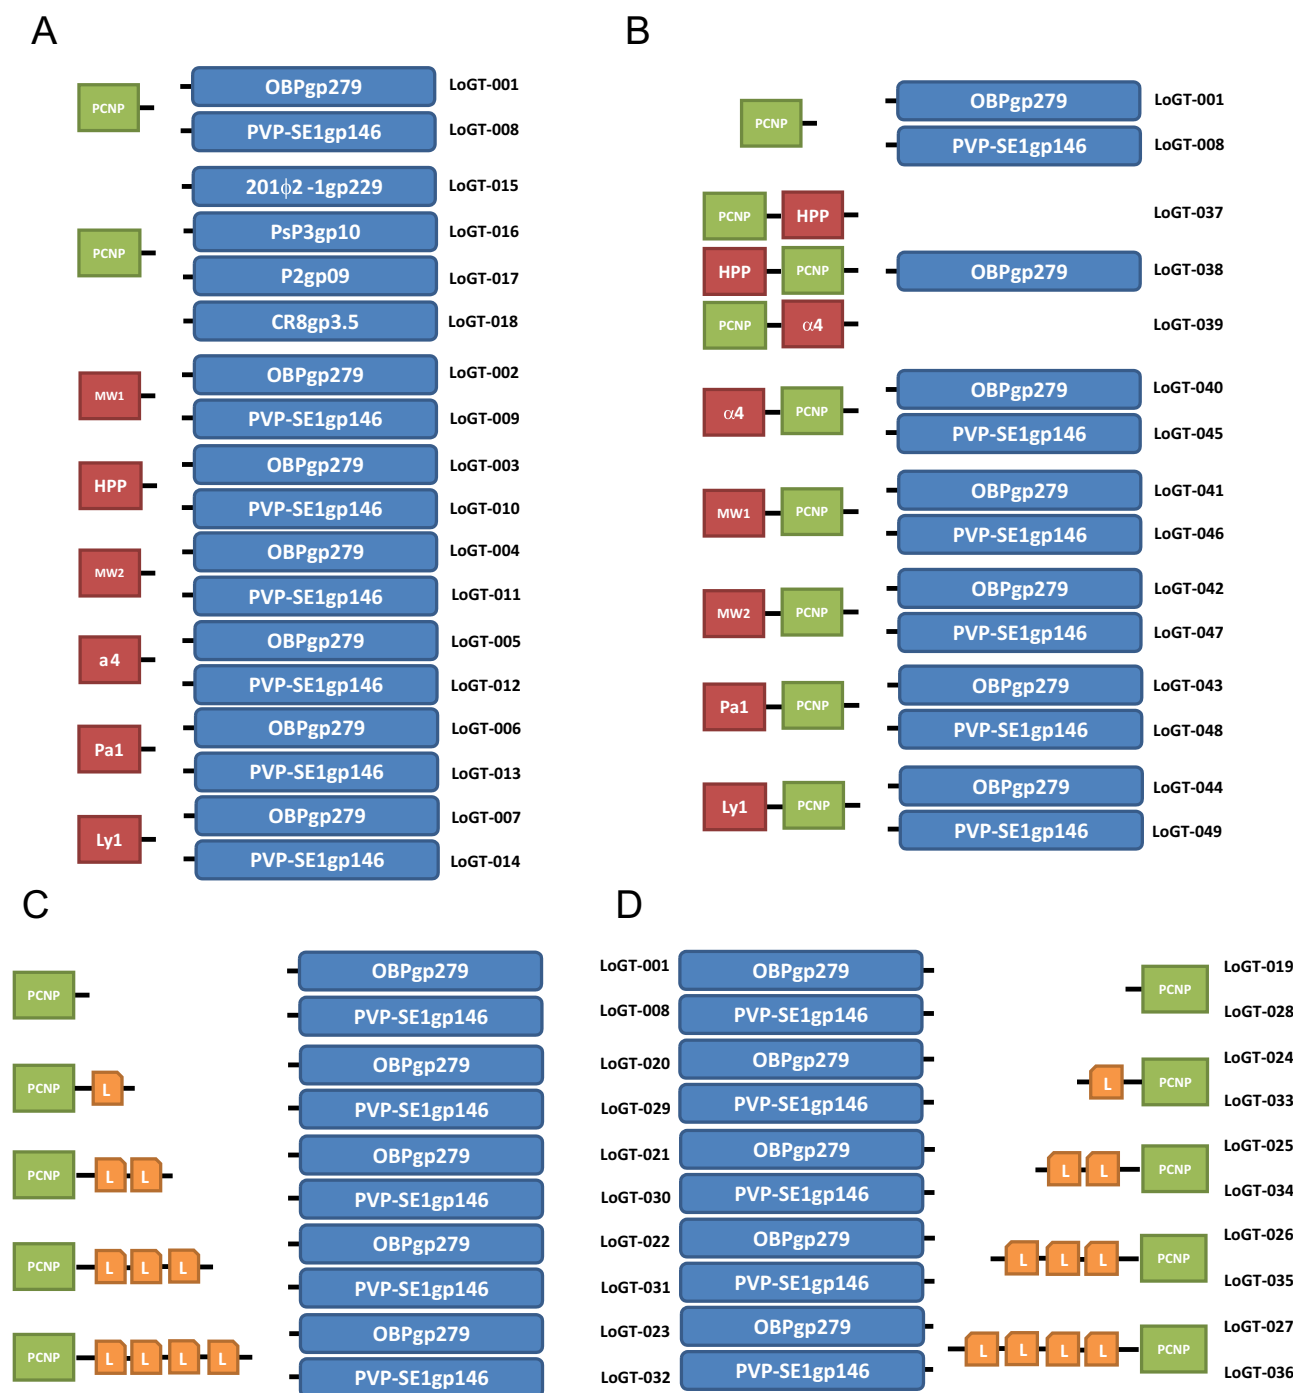 A
PCNP
OBPgp279 LoGT-001
PVP-SE1gp146 LoGT-008
PCNP
201ϕ2 -1gp229 LoGT-015
PsP3gp10 LoGT-016
P2gp09 LoGT-017
CR8gp3.5 LoGT-018
MW1
OBPgp279 LoGT-002
PVP-SE1gp146 LoGT-009
HPP
OBPgp279 LoGT-003
PVP-SE1gp146 LoGT-010
MW2
OBPgp279 LoGT-004
PVP-SE1gp146 LoGT-011
a4
OBPgp279 LoGT-005
PVP-SE1gp146 LoGT-012
Pa1
OBPgp279 LoGT-006
PVP-SE1gp146 LoGT-013
Ly1
OBPgp279 LoGT-007
PVP-SE1gp146 LoGT-014
B
PCNP
OBPgp279 LoGT-001
PVP-SE1gp146 LoGT-008
PCNP HPP LoGT-037
HPP PCNP OBPgp279 LoGT-038
PCNP α4 LoGT-039
α4 PCNP
OBPgp279 LoGT-040
PVP-SE1gp146 LoGT-045
MW1 PCNP
OBPgp279 LoGT-041
PVP-SE1gp146 LoGT-046
MW2 PCNP
OBPgp279 LoGT-042
PVP-SE1gp146 LoGT-047
Pa1 PCNP
OBPgp279 LoGT-043
PVP-SE1gp146 LoGT-048
Ly1 PCNP
OBPgp279 LoGT-044
PVP-SE1gp146 LoGT-049
C
PCNP
OBPgp279 LoGT-001
PVP-SE1gp146 LoGT-008
PCNP L
OBPgp279 LoGT-020
PVP-SE1gp146 LoGT-029
PCNP L L
OBPgp279 LoGT-021
PVP-SE1gp146 LoGT-030
PCNP L L L
OBPgp279 LoGT-022
PVP-SE1gp146 LoGT-031
PCNP L L L L
OBPgp279 LoGT-023
PVP-SE1gp146 LoGT-032
D
OBPgp279 LoGT-019
PCNP
PVP-SE1gp146 LoGT-028
OBPgp279 LoGT-024
L PCNP
PVP-SE1gp146 LoGT-033
OBPgp279 LoGT-025
L L PCNP
PVP-SE1gp146 LoGT-034
OBPgp279 LoGT-026
L L L PCNP
PVP-SE1gp146 LoGT-035
OBPgp279 LoGT-027
L L L L PCNP
PVP-SE1gp146 LoGT-036